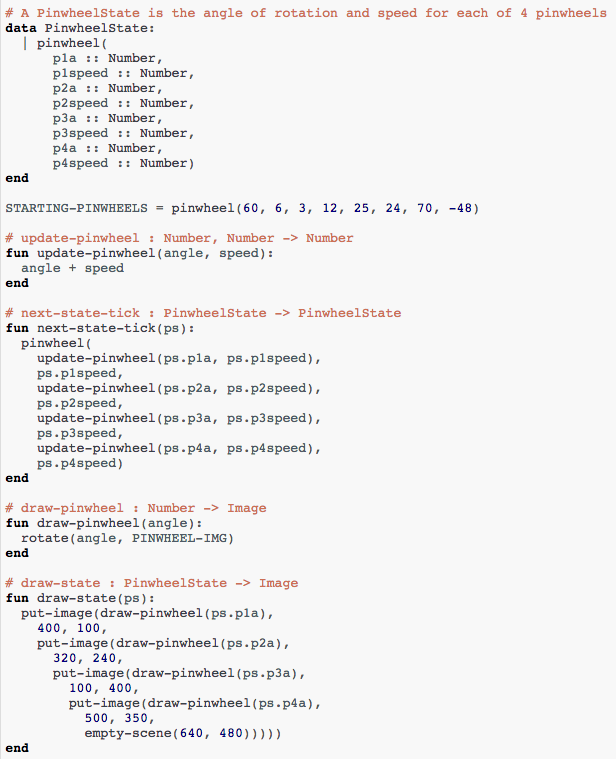 # A PinwheelState is the angle of rotation and speed for each of 4 pinwheels
data PinwheelState:
  | pinwheel(
      p1a :: Number,
      p1speed :: Number,
      p2a :: Number,
      p2speed :: Number,
      p3a :: Number,
      p3speed :: Number,
      p4a :: Number,
      p4speed :: Number)
end

STARTING-PINWHEELS = pinwheel(60, 6, 3, 12, 25, 24, 70, -48)

# update-pinwheel : Number, Number -> Number
fun update-pinwheel(angle, speed):
  angle + speed
end

# next-state-tick : PinwheelState -> PinwheelState
fun next-state-tick(ps):
  pinwheel(
    update-pinwheel(ps.p1a, ps.p1speed),
    ps.p1speed,
    update-pinwheel(ps.p2a, ps.p2speed),
    ps.p2speed,
    update-pinwheel(ps.p3a, ps.p3speed),
    ps.p3speed,
    update-pinwheel(ps.p4a, ps.p4speed),
    ps.p4speed)
end

# draw-pinwheel : Number -> Image
fun draw-pinwheel(angle):
  rotate(angle, PINWHEEL-IMG)
end

# draw-state : PinwheelState -> Image
fun draw-state(ps):
  put-image(draw-pinwheel(ps.p1a),
    400, 100,
    put-image(draw-pinwheel(ps.p2a),
      320, 240,
      put-image(draw-pinwheel(ps.p3a),
        100, 400,
        put-image(draw-pinwheel(ps.p4a),
          500, 350,
          empty-scene(640, 480)))))
end